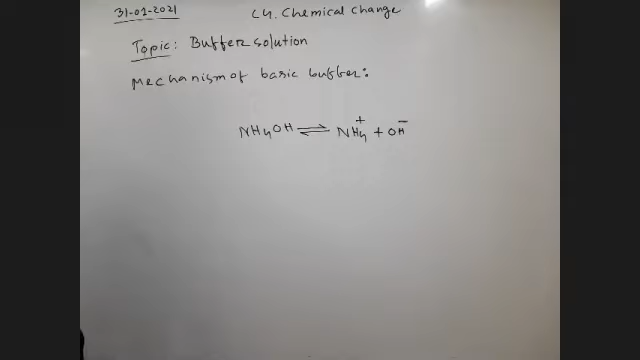 31-01-2021 C4. Chemical change
Topic: Buffer solution
Mechanism of basic buffer:
NH4OH ⇌ NH4+ + OH-